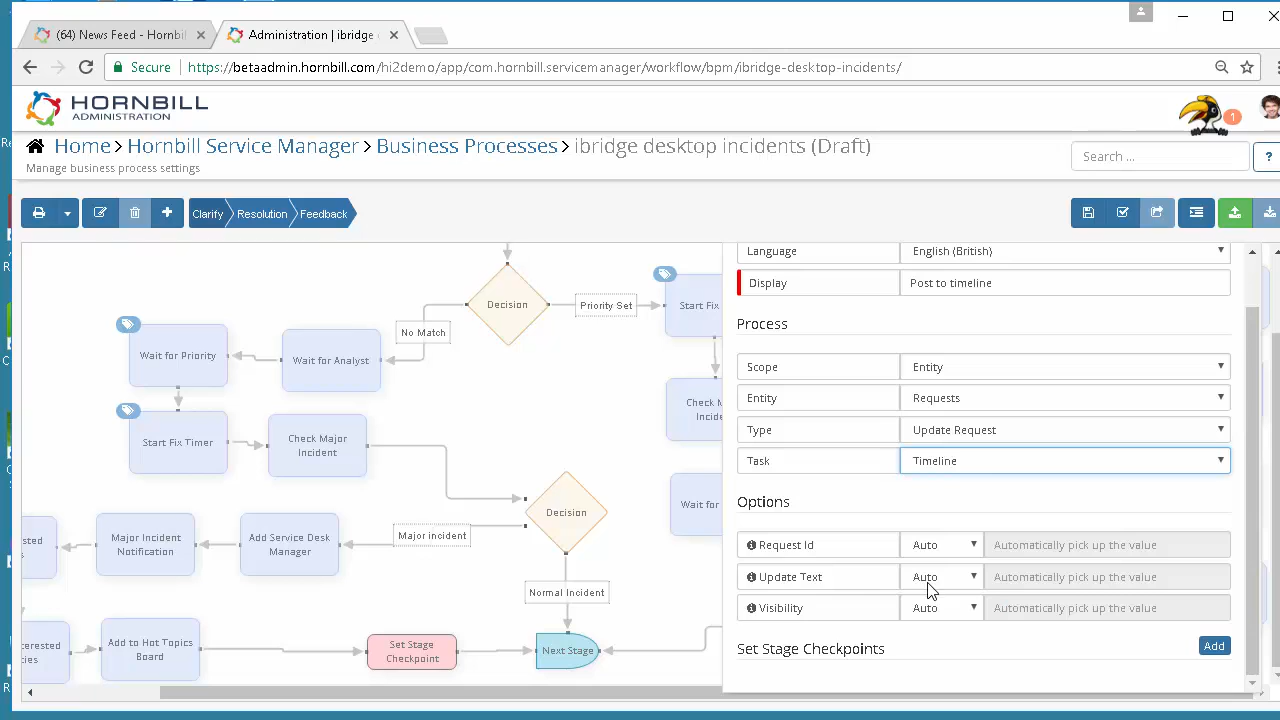 (64) News Feed - Hornbil
Administration | ibridge
Secure
https://betaadmin.hornbill.com/hi2demo/app/com.hornbill.servicemanager/workflow/bpm/ibridge-desktop-incidents/
HORNBILL
ADMINISTRATION
1
Home > Hornbill Service Manager > Business Processes > ibridge desktop incidents (Draft)
Manage business process settings
Search ...
?
Clarify
Resolution
Feedback
Language
English (British)
Display
Post to timeline
Process
Scope
Entity
Entity
Requests
Type
Update Request
Task
Timeline
Options
Request Id
Auto
Automatically pick up the value
Update Text
Auto
Automatically pick up the value
Visibility
Auto
Automatically pick up the value
Set Stage Checkpoints
Add
Decision
Priority Set
Start Fix
No Match
Wait for Priority
Wait for Analyst
Start Fix Timer
Check Major
Incident
Check M
Incide
Decision
Wait for
Major incident
Major Incident
Notification
Add Service Desk
Manager
sted
Normal Incident
terested
ties
Add to Hot Topics
Board
Set Stage
Checkpoint
Next Stage